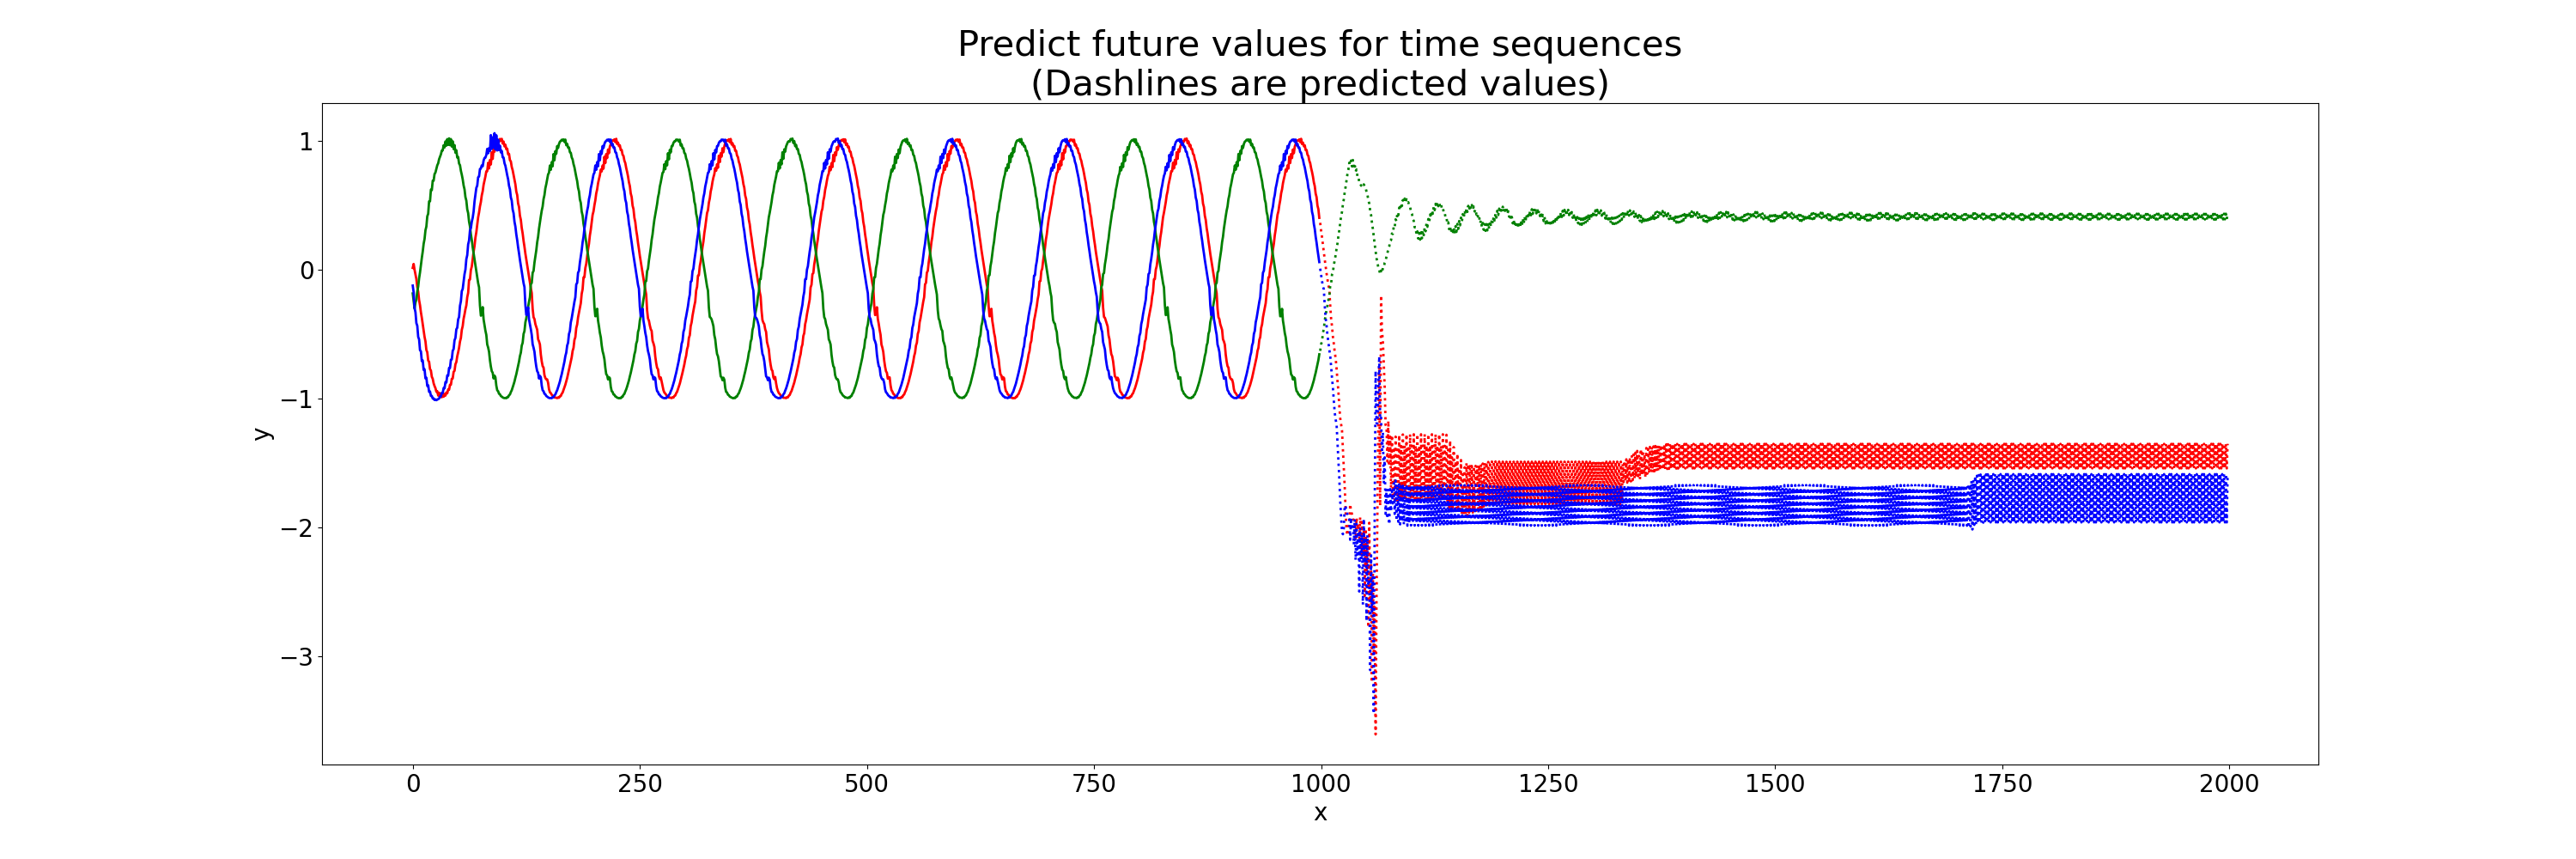 Predict future values for time sequences
(Dashlines are predicted values)
1
0
−1
−2
−3
y
0 250 500 750 1000 1250 1500 1750 2000
x